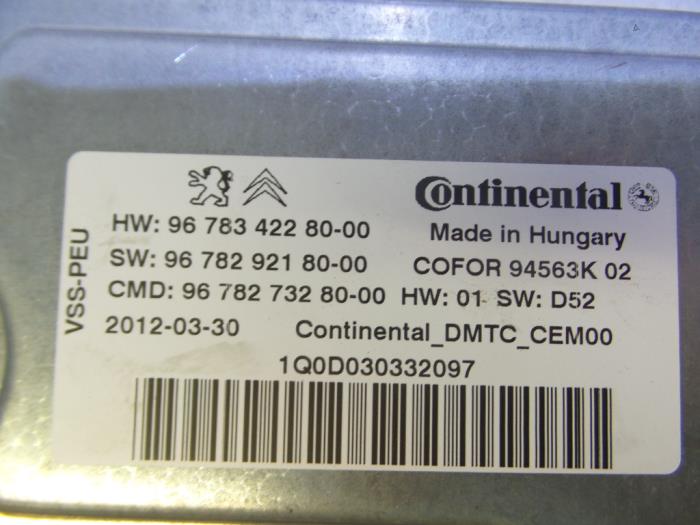 Continental
HW: 96 783 422 80-00 Made in Hungary
SW: 96 782 921 80-00 COFOR 94563K 02
CMD: 96 782 732 80-00 HW: 01 SW: D52
2012-03-30 Continental_DMTC_CEM00
1Q0D030332097
VSS-PEU